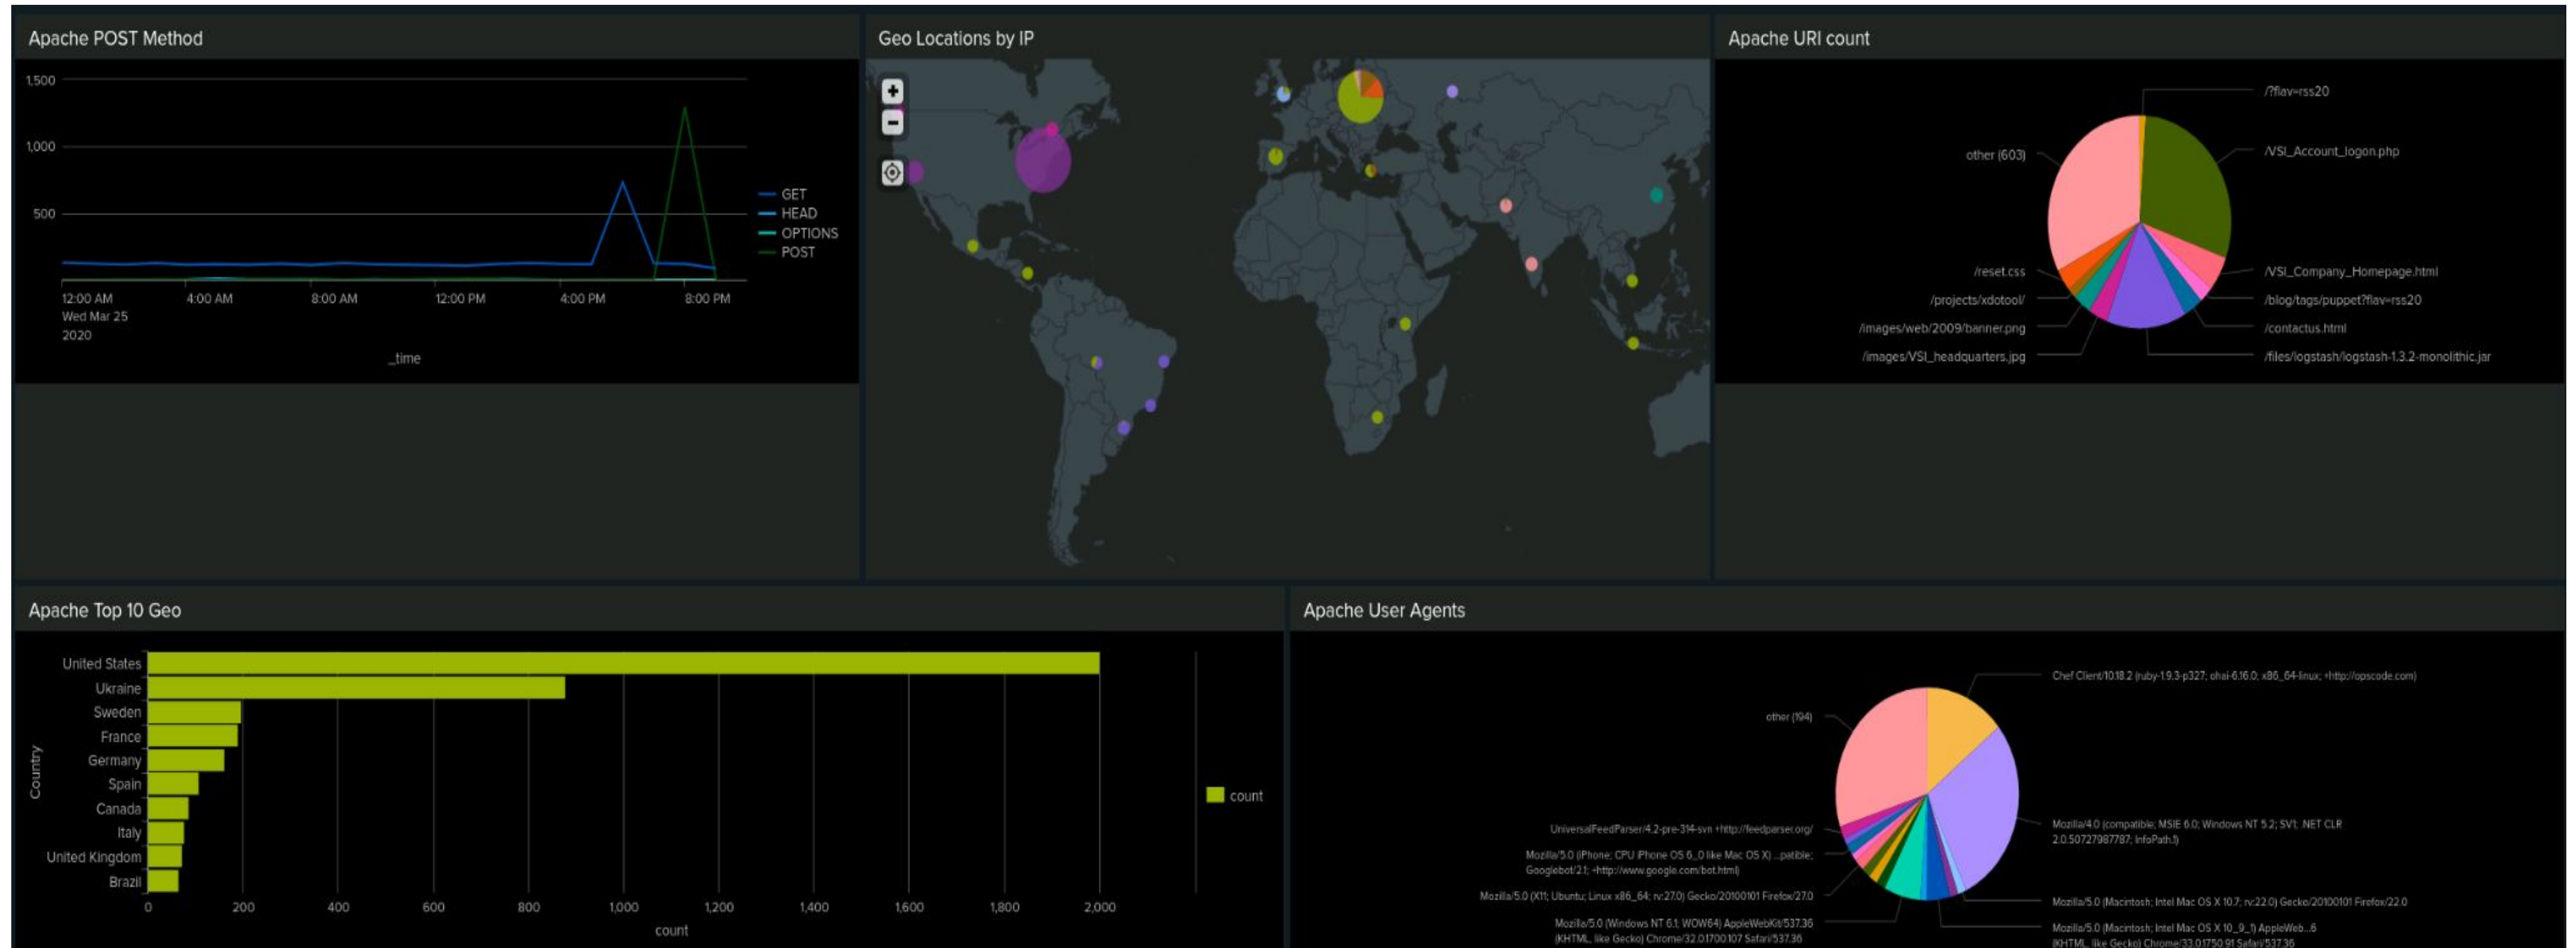 Apache POST Method
1,500
1,000
500
GET
HEAD
OPTIONS
POST
12:00 AM
Wed Mar 25
2020
4:00 AM
8:00 AM
12:00 PM
4:00 PM
8:00 PM
_time
Geo Locations by IP
+
-
Apache URI count
/?flav=rss20
/VSI_Account_logon.php
/VSI_Company_Homepage.html
/blog/tags/puppet?flav=rss20
/contactus.html
/files/logstash/logstash-1.3.2-monolithic.jar
other (603)
/reset.css
/projects/xdotool/
/images/web/2009/banner.png
/images/VSI_headquarters.jpg
Apache Top 10 Geo
Country
United States
Ukraine
Sweden
France
Germany
Spain
Canada
Italy
United Kingdom
Brazil
0
200
400
600
800
1,000
1,200
1,400
1,600
1,800
2,000
count
count
Apache User Agents
Chef Client/10.18.2 (ruby-1.9.3-p327; ohai-6.16.0; x86_64-linux; +http://opscode.com)
Mozilla/4.0 (compatible; MSIE 6.0; Windows NT 5.2; SV1; .NET CLR
2.0.50727987787; InfoPath.1)
Mozilla/5.0 (Macintosh; Intel Mac OS X 10.7; rv:22.0) Gecko/20100101 Firefox/22.0
Mozilla/5.0 (Macintosh; Intel Mac OS X 10_9_1) AppleWeb...6
(KHTML, like Gecko) Chrome/33.0.1750.91 Safari/537.36
other (194)
UniversalFeedParser/4.2-pre-314-svn +http://feedparser.org/
Mozilla/5.0 (iPhone; CPU iPhone OS 6_0 like Mac OS X) ...patible;
Googlebot/2.1; +http://www.google.com/bot.html)
Mozilla/5.0 (X11; Ubuntu; Linux x86_64; rv:27.0) Gecko/20100101 Firefox/27.0
Mozilla/5.0 (Windows NT 6.1; WOW64) AppleWebKit/537.36
(KHTML, like Gecko) Chrome/32.0.1700.107 Safari/537.36